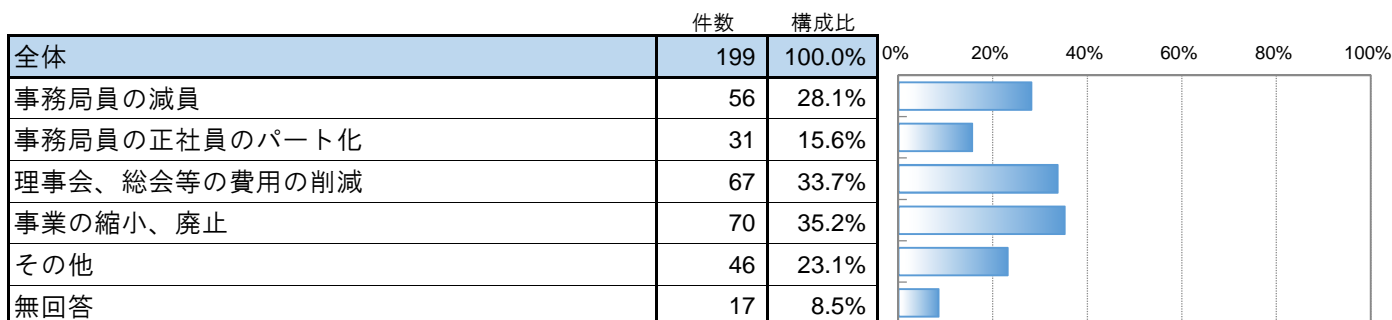 件数 構成比
全体 199 100.0% 0% 20% 40% 60% 80% 100%
事務局員の減員 56 28.1%
事務局員の正社員のパート化 31 15.6%
理事会、総会等の費用の削減 67 33.7%
事業の縮小、廃止 70 35.2%
その他 46 23.1%
無回答 17 8.5%